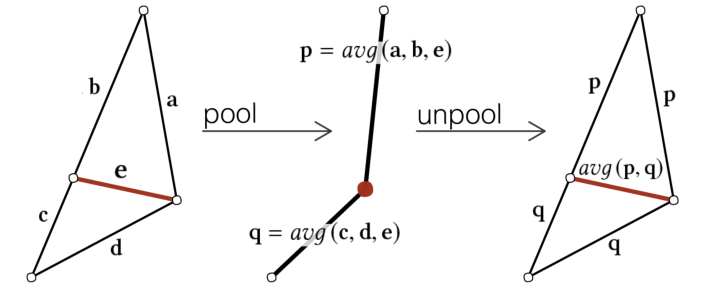 b
a
e
c
d
pool
p = avg(a, b, e)
q = avg(c, d, e)
unpool
p
p
avg(p, q)
q
q